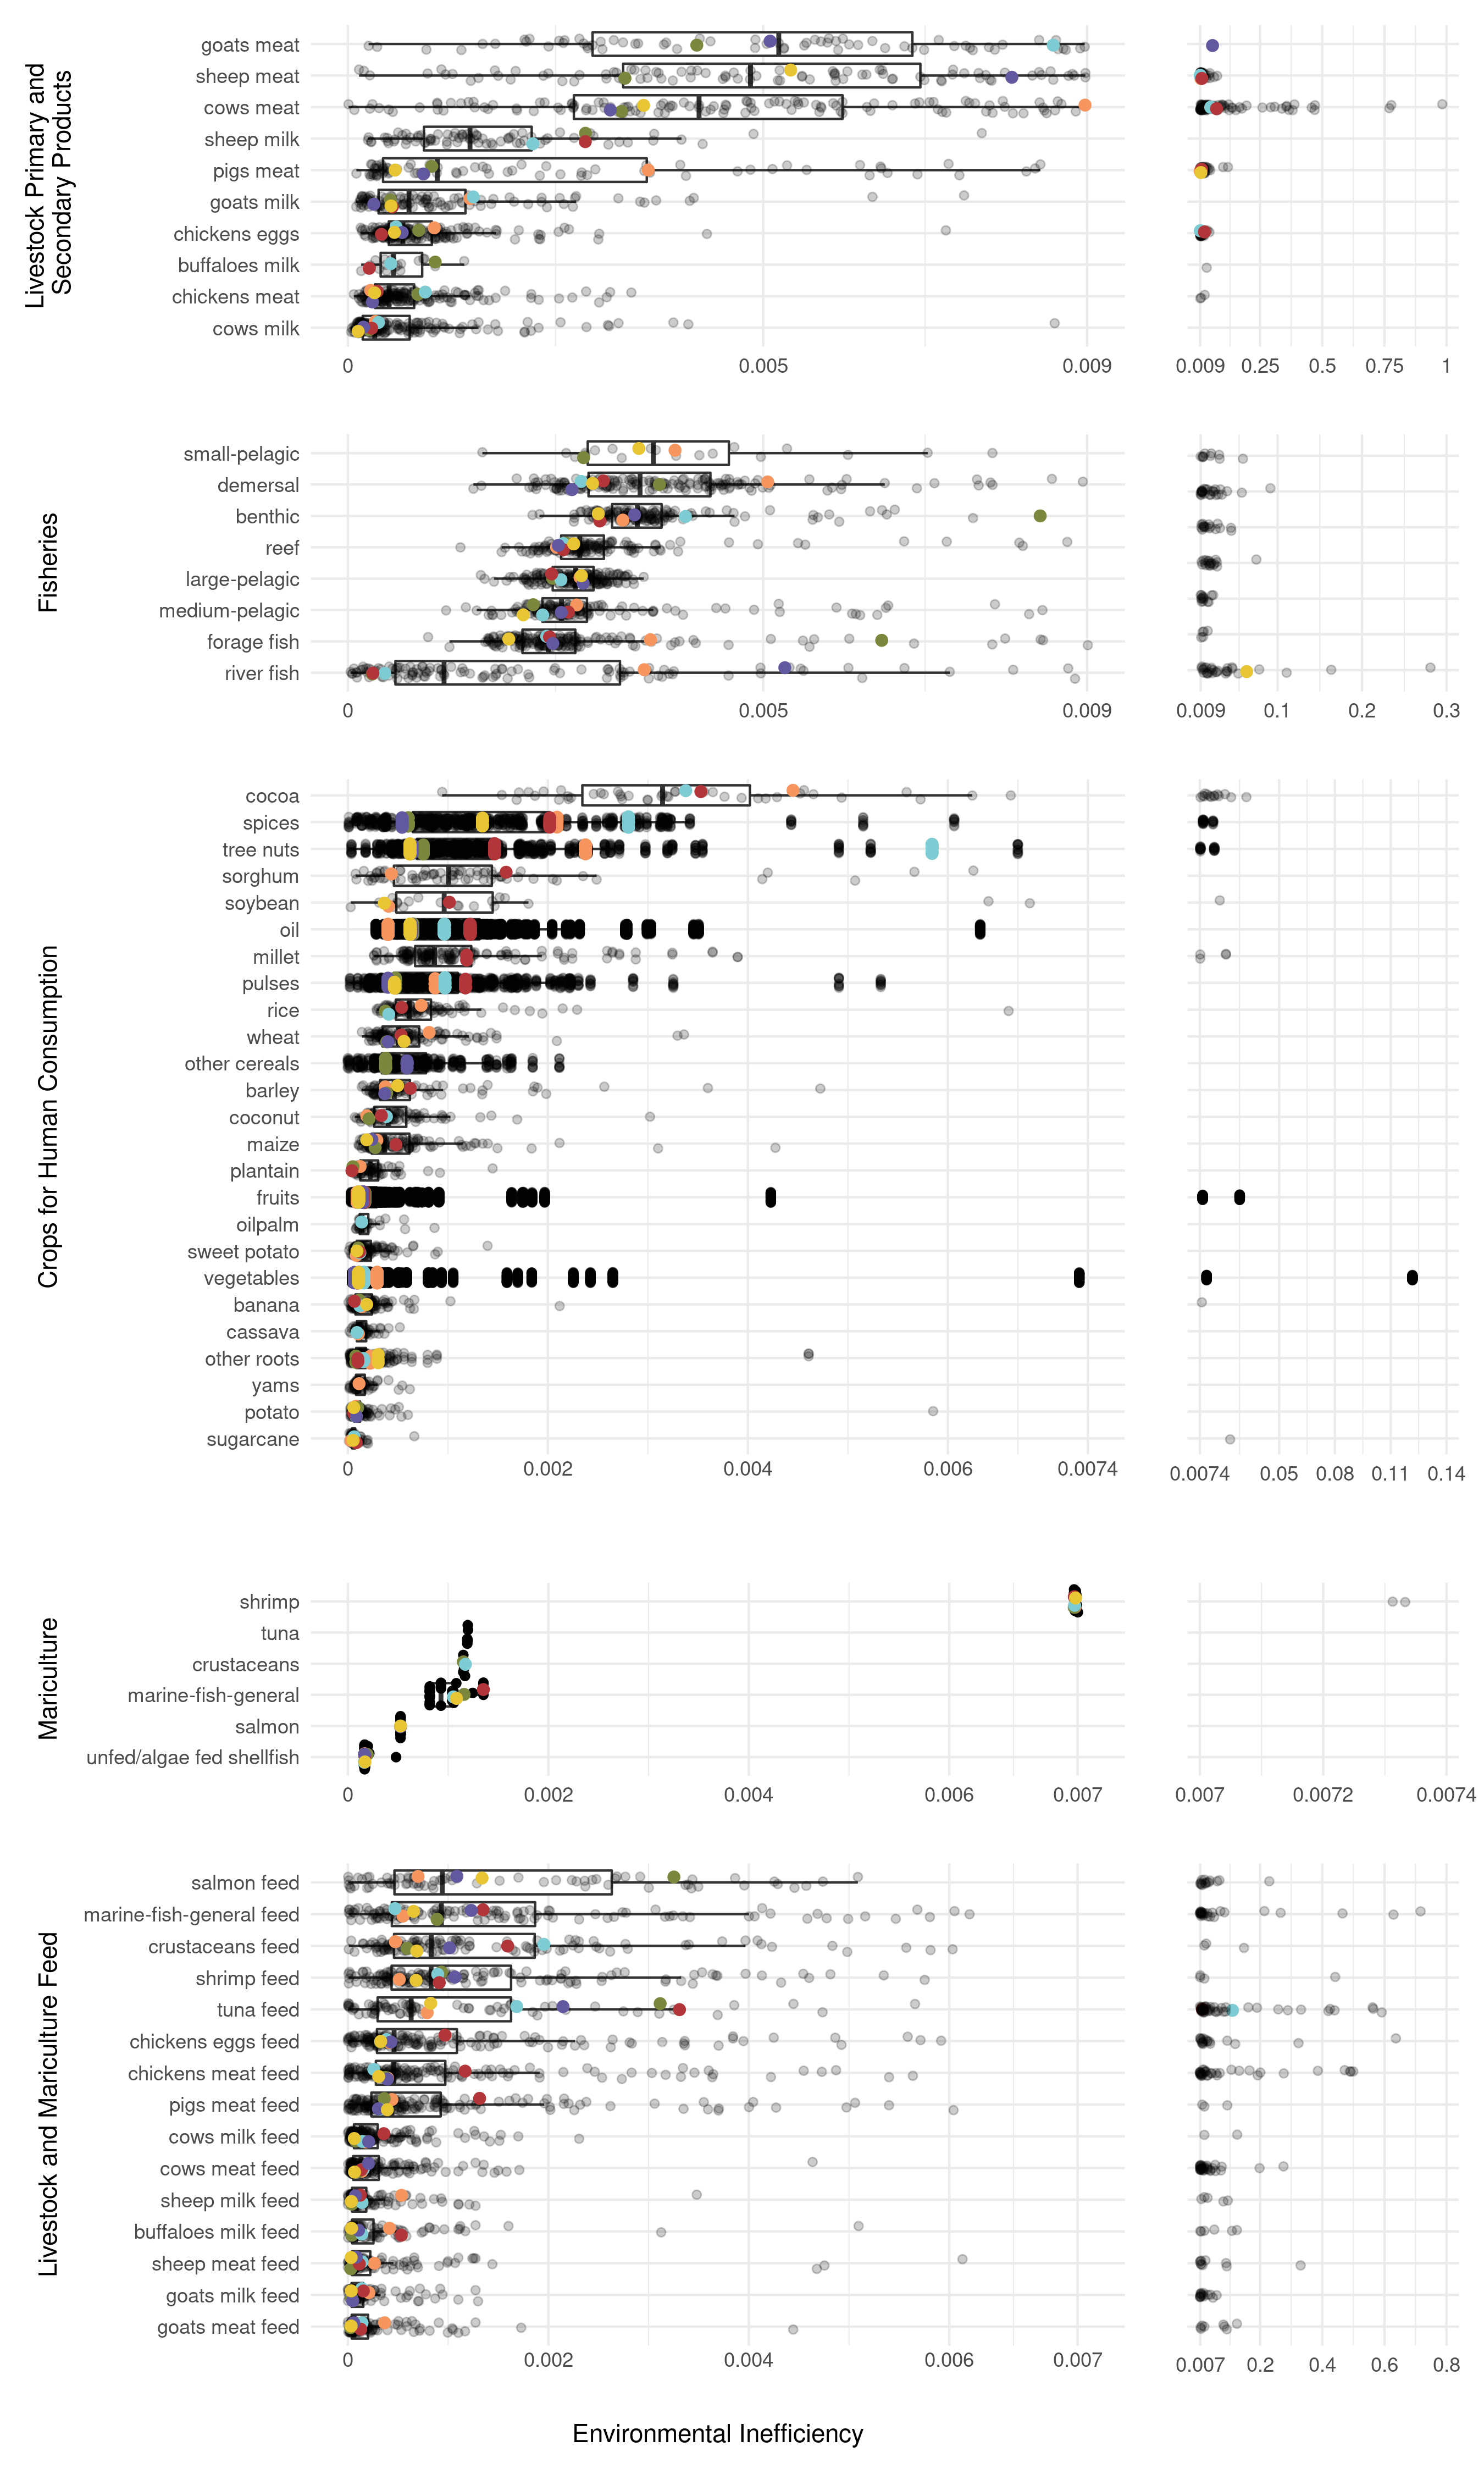 Livestock Primary and
Secondary Products
goats meat
sheep meat
cows meat
sheep milk
pigs meat
goats milk
chickens eggs
buffaloes milk
chickens meat
cows milk
0 0.005 0.009 0.009 0.25 0.5 0.75 1
Fisheries
small-pelagic
demersal
benthic
reef
large-pelagic
medium-pelagic
forage fish
river fish
0 0.005 0.009 0.009 0.1 0.2 0.3
Crops for Human Consumption
cocoa
spices
tree nuts
sorghum
soybean
oil
millet
pulses
rice
wheat
other cereals
barley
coconut
maize
plantain
fruits
oilpalm
sweet potato
vegetables
banana
cassava
other roots
yams
potato
sugarcane
0 0.002 0.004 0.006 0.0074 0.0074 0.05 0.08 0.11 0.14
Mariculture
shrimp
tuna
crustaceans
marine-fish-general
salmon
unfed/algae fed shellfish
0 0.002 0.004 0.006 0.007 0.007 0.0072 0.0074
Livestock and Mariculture Feed
salmon feed
marine-fish-general feed
crustaceans feed
shrimp feed
tuna feed
chickens eggs feed
chickens meat feed
pigs meat feed
cows milk feed
cows meat feed
sheep milk feed
buffaloes milk feed
sheep meat feed
goats milk feed
goats meat feed
0 0.002 0.004 0.006 0.007 0.007 0.2 0.4 0.6 0.8
Environmental Inefficiency